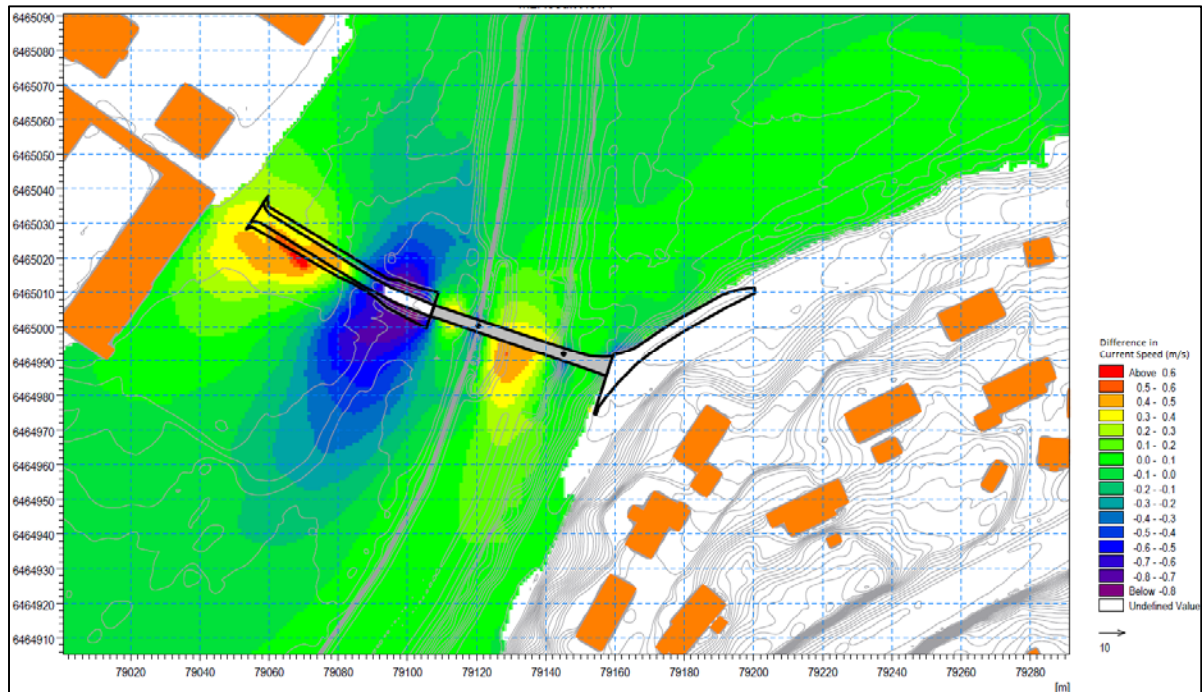 6465090
6465080
6465070
6465060
6465050
6465040
6465030
6465020
6465010
6465000
6464990
6464980
6464970
6464960
6464950
6464940
6464930
6464920
6464910
79020 79040 79060 79080 79100 79120 79140 79160 79180 79200 79220 79240 79260 79280
[m]
Difference in
Current Speed (m/s)
Above 0.6
0.5 - 0.6
0.4 - 0.5
0.3 - 0.4
0.2 - 0.3
0.1 - 0.2
0.0 - 0.1
-0.1 - 0.0
-0.2 - -0.1
-0.3 - -0.2
-0.4 - -0.3
-0.5 - -0.4
-0.6 - -0.5
-0.7 - -0.6
-0.8 - -0.7
Below -0.8
Undefined Value
10